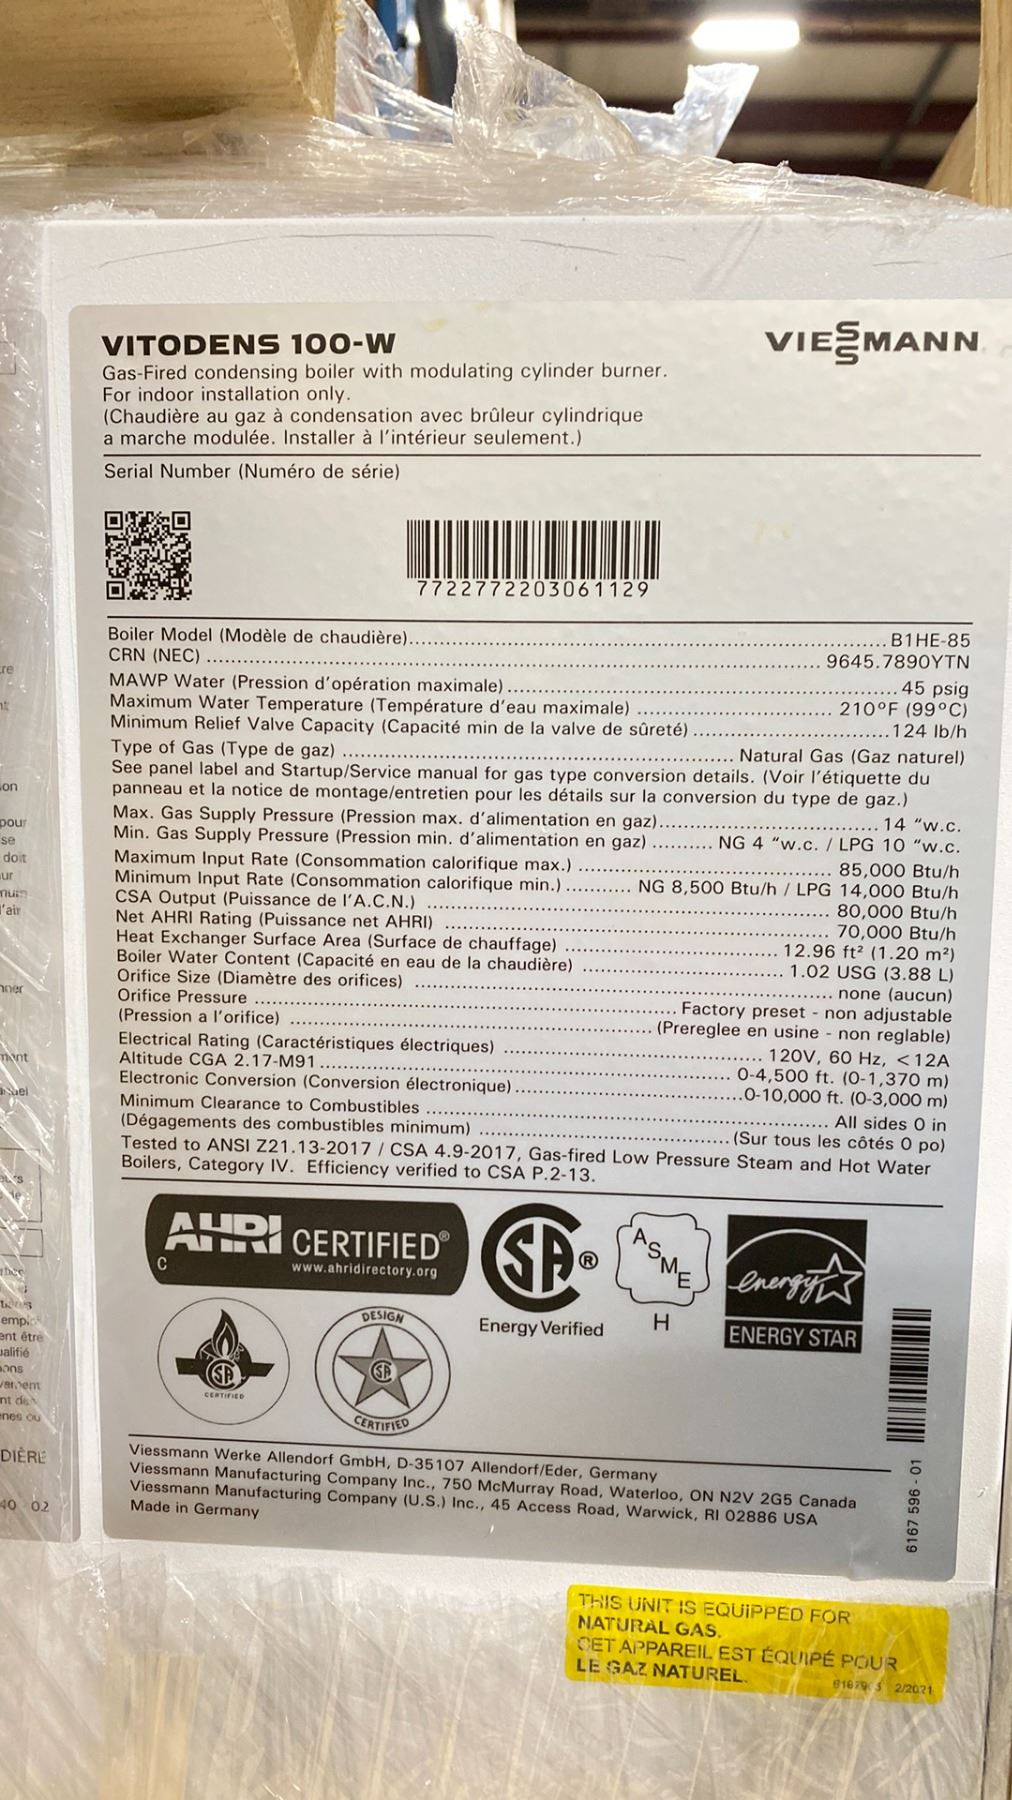 VITODENS 100-W
VIESSMANN
Gas-Fired condensing boiler with modulating cylinder burner.
For indoor installation only.
(Chaudière au gaz à condensation avec brûleur cylindrique
a marche modulée. Installer à l'intérieur seulement.)
Serial Number (Numéro de série)
7722772203061129
Boiler Model (Modèle de chaudière)........ B1HE-85
CRN (NEC) ........ 9645.7890YTN
MAWP Water (Pression d'opération maximale) ........ 45 psig
Maximum Water Temperature (Température d'eau maximale) ........ 210°F (99°C)
Minimum Relief Valve Capacity (Capacité min de la valve de sûreté) ........ 124 lb/h
Type of Gas (Type de gaz) ........ Natural Gas (Gaz naturel)
See panel label and Startup/Service manual for gas type conversion details. (Voir l'étiquette du
panneau et la notice de montage/entretien pour les détails sur la conversion du type de gaz.)
Max. Gas Supply Pressure (Pression max. d'alimentation en gaz)........ 14 "w.c.
Min. Gas Supply Pressure (Pression min. d'alimentation en gaz) .......... NG 4 "w.c. / LPG 10 "w.c.
Maximum Input Rate (Consommation calorifique max.) ........ 85,000 Btu/h
Minimum Input Rate (Consommation calorifique min.) ........... NG 8,500 Btu/h / LPG 14,000 Btu/h
CSA Output (Puissance de l'A.C.N.) ........ 80,000 Btu/h
Net AHRI Rating (Puissance net AHRI) ........ 70,000 Btu/h
Heat Exchanger Surface Area (Surface de chauffage) ........ 12.96 ft² (1.20 m²)
Boiler Water Content (Capacité en eau de la chaudière) ........ 1.02 USG (3.88 L)
Orifice Size (Diamètre des orifices) ........ none (aucun)
Orifice Pressure ........ Factory preset - non adjustable
(Pression a l'orifice) ........ (Prereglee en usine - non reglable)
Electrical Rating (Caractéristiques électriques) ........ 120V, 60 Hz, <12A
Altitude CGA 2.17-M91 ........ 0-4,500 ft. (0-1,370 m)
Electronic Conversion (Conversion électronique)........ 0-10,000 ft. (0-3,000 m)
Minimum Clearance to Combustibles ........ All sides 0 in
(Dégagements des combustibles minimum) ........ (Sur tous les côtés 0 po)
Tested to ANSI Z21.13-2017 / CSA 4.9-2017, Gas-fired Low Pressure Steam and Hot Water
Boilers, Category IV. Efficiency verified to CSA P.2-13.
AHRI CERTIFIED®
C www.ahridirectory.org
SA ®
Energy Verified
ASME
H
energy
ENERGY STAR
SA
CERTIFIED
DESIGN
SA
CERTIFIED
Viessmann Werke Allendorf GmbH, D-35107 Allendorf/Eder, Germany
Viessmann Manufacturing Company Inc., 750 McMurray Road, Waterloo, ON N2V 2G5 Canada
Viessmann Manufacturing Company (U.S.) Inc., 45 Access Road, Warwick, RI 02886 USA
Made in Germany
6167 596 - 01
THIS UNIT IS EQUIPPED FOR
NATURAL GAS.
CET APPAREIL EST ÉQUIPÉ POUR
LE GAZ NATUREL.
2/2021